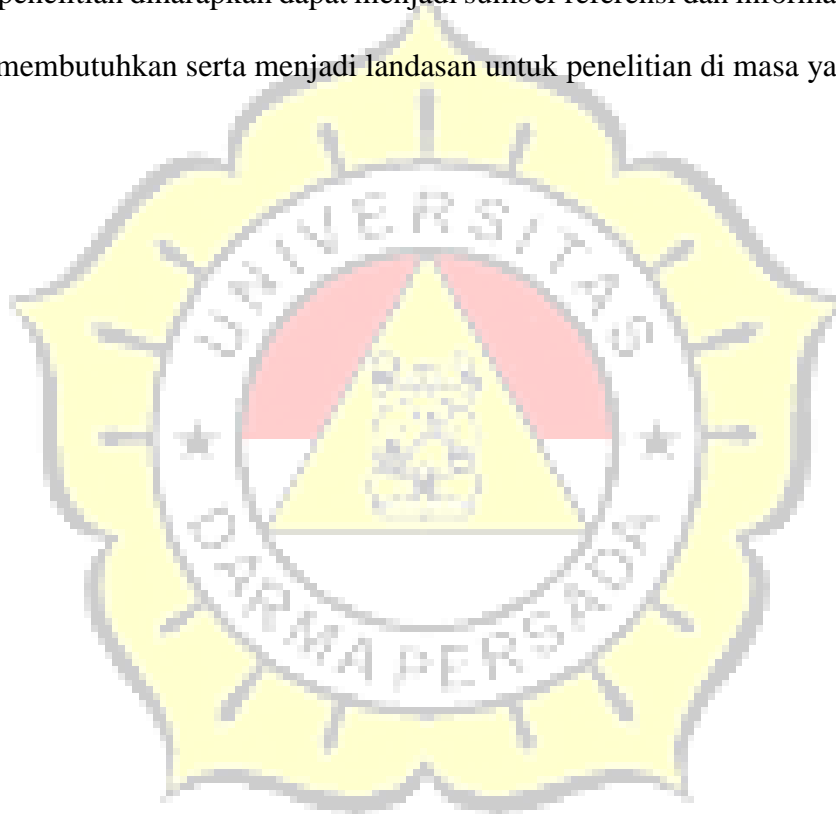 penelitian diharapkan dapat menjadi sumber referensi dan informa
membutuhkan serta menjadi landasan untuk penelitian di masa ya
UNIVERSITAS
DARMA PERSADA